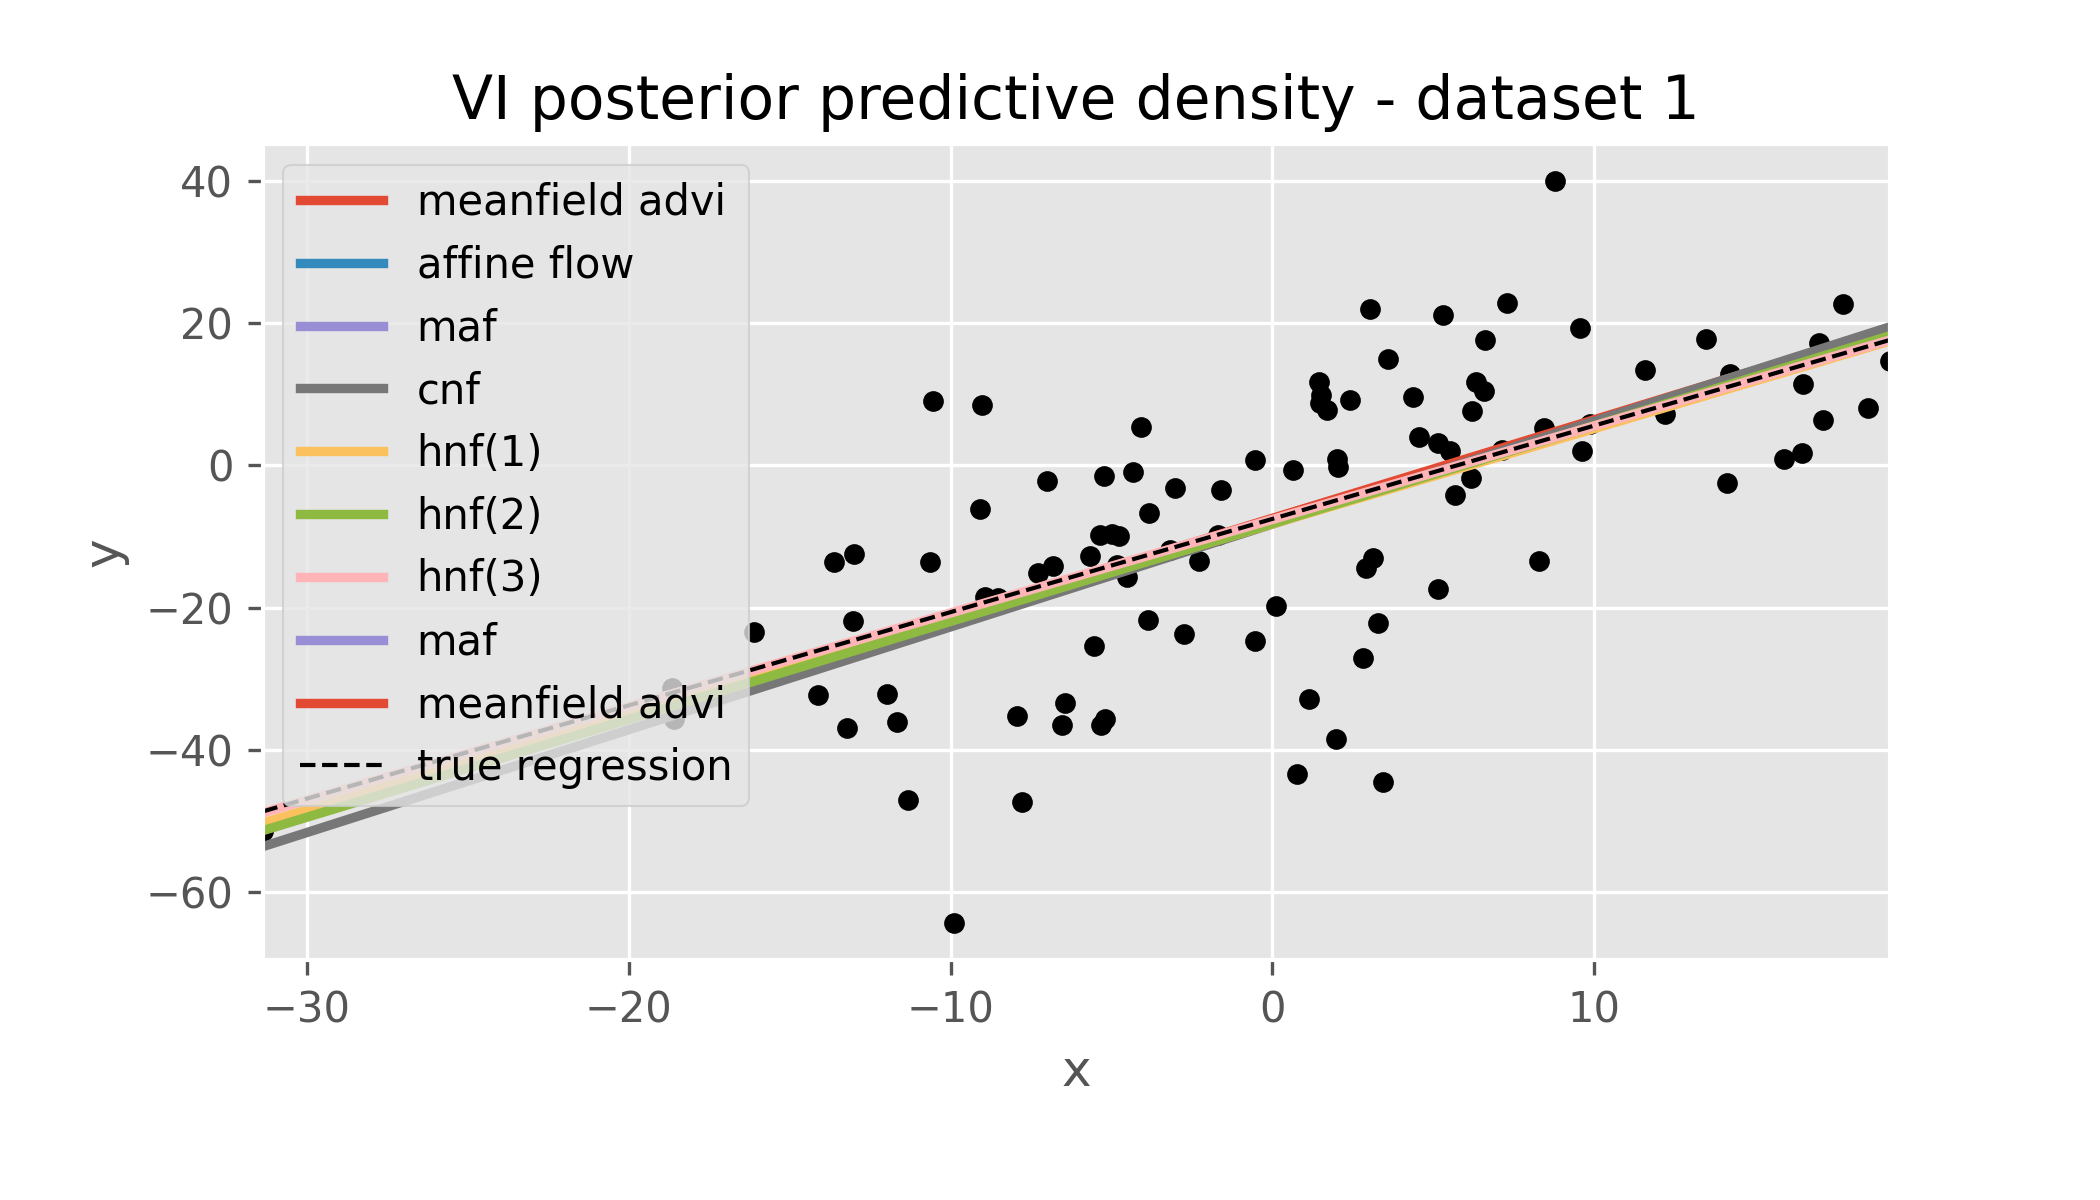 VI posterior predictive density - dataset 1
meanfield advi
affine flow
maf
cnf
hnf(1)
hnf(2)
hnf(3)
maf
meanfield advi
true regression
40
20
0
−20
−40
−60
y
−30 −20 −10 0 10
x